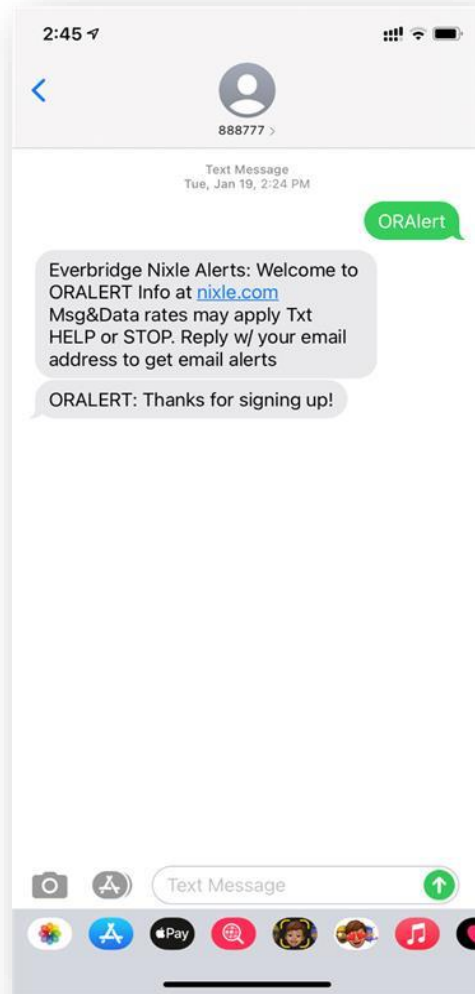 2:45
888777 >
Text Message
Tue, Jan 19, 2:24 PM
ORAlert
Everbridge Nixle Alerts: Welcome to
ORALERT Info at nixle.com
Msg&Data rates may apply Txt
HELP or STOP. Reply w/ your email
address to get email alerts
ORALERT: Thanks for signing up!
Text Message
Pay